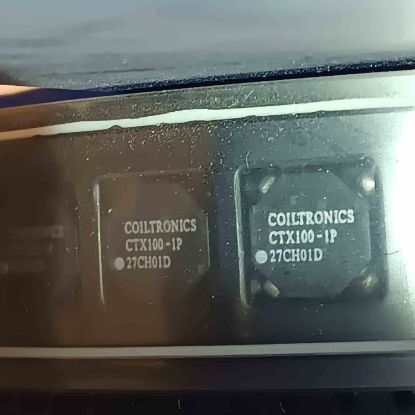 COILTRONICS
CTX100-1P
27CH01D
COILTRONICS
CTX100-1P
27CH01D